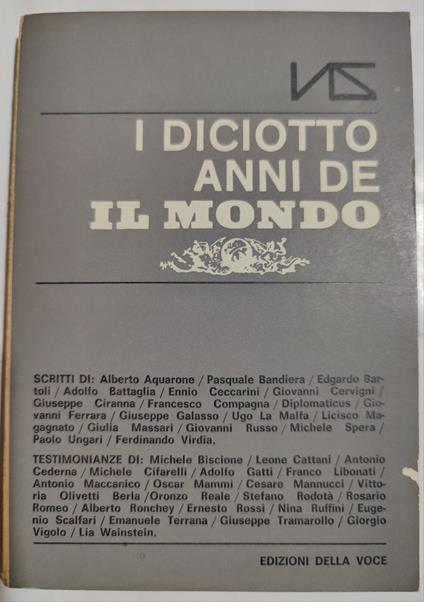 VS
I DICIOTTO
ANNI DE
IL MONDO
SCRITTI DI: Alberto Aquarone / Pasquale Bandiera / Edgardo Bar-
toli / Adolfo Battaglia / Ennio Ceccarini / Giovanni Cervigni /
Giuseppe Ciranna / Francesco Compagna / Diplomaticus / Gio-
vanni Ferrara / Giuseppe Galasso / Ugo La Malfa / Licisco Ma-
gagnato / Giulia Massari / Giovanni Russo / Michele Spera /
Paolo Ungari / Ferdinando Virdia.
TESTIMONIANZE DI: Michele Biscione / Leone Cattani / Antonio
Cederna / Michele Cifarelli / Adolfo Gatti / Franco Libonati /
Antonio Maccanico / Oscar Mammì / Cesare Mannucci / Vitto-
ria Olivetti Berla / Oronzo Reale / Stefano Rodotà / Rosario
Romeo / Alberto Ronchey / Ernesto Rossi / Nina Ruffini / Euge-
nio Scalfari / Emanuele Terrana / Giuseppe Tramarollo / Giorgio
Vigolo / Lia Wainstein.
EDIZIONI DELLA VOCE